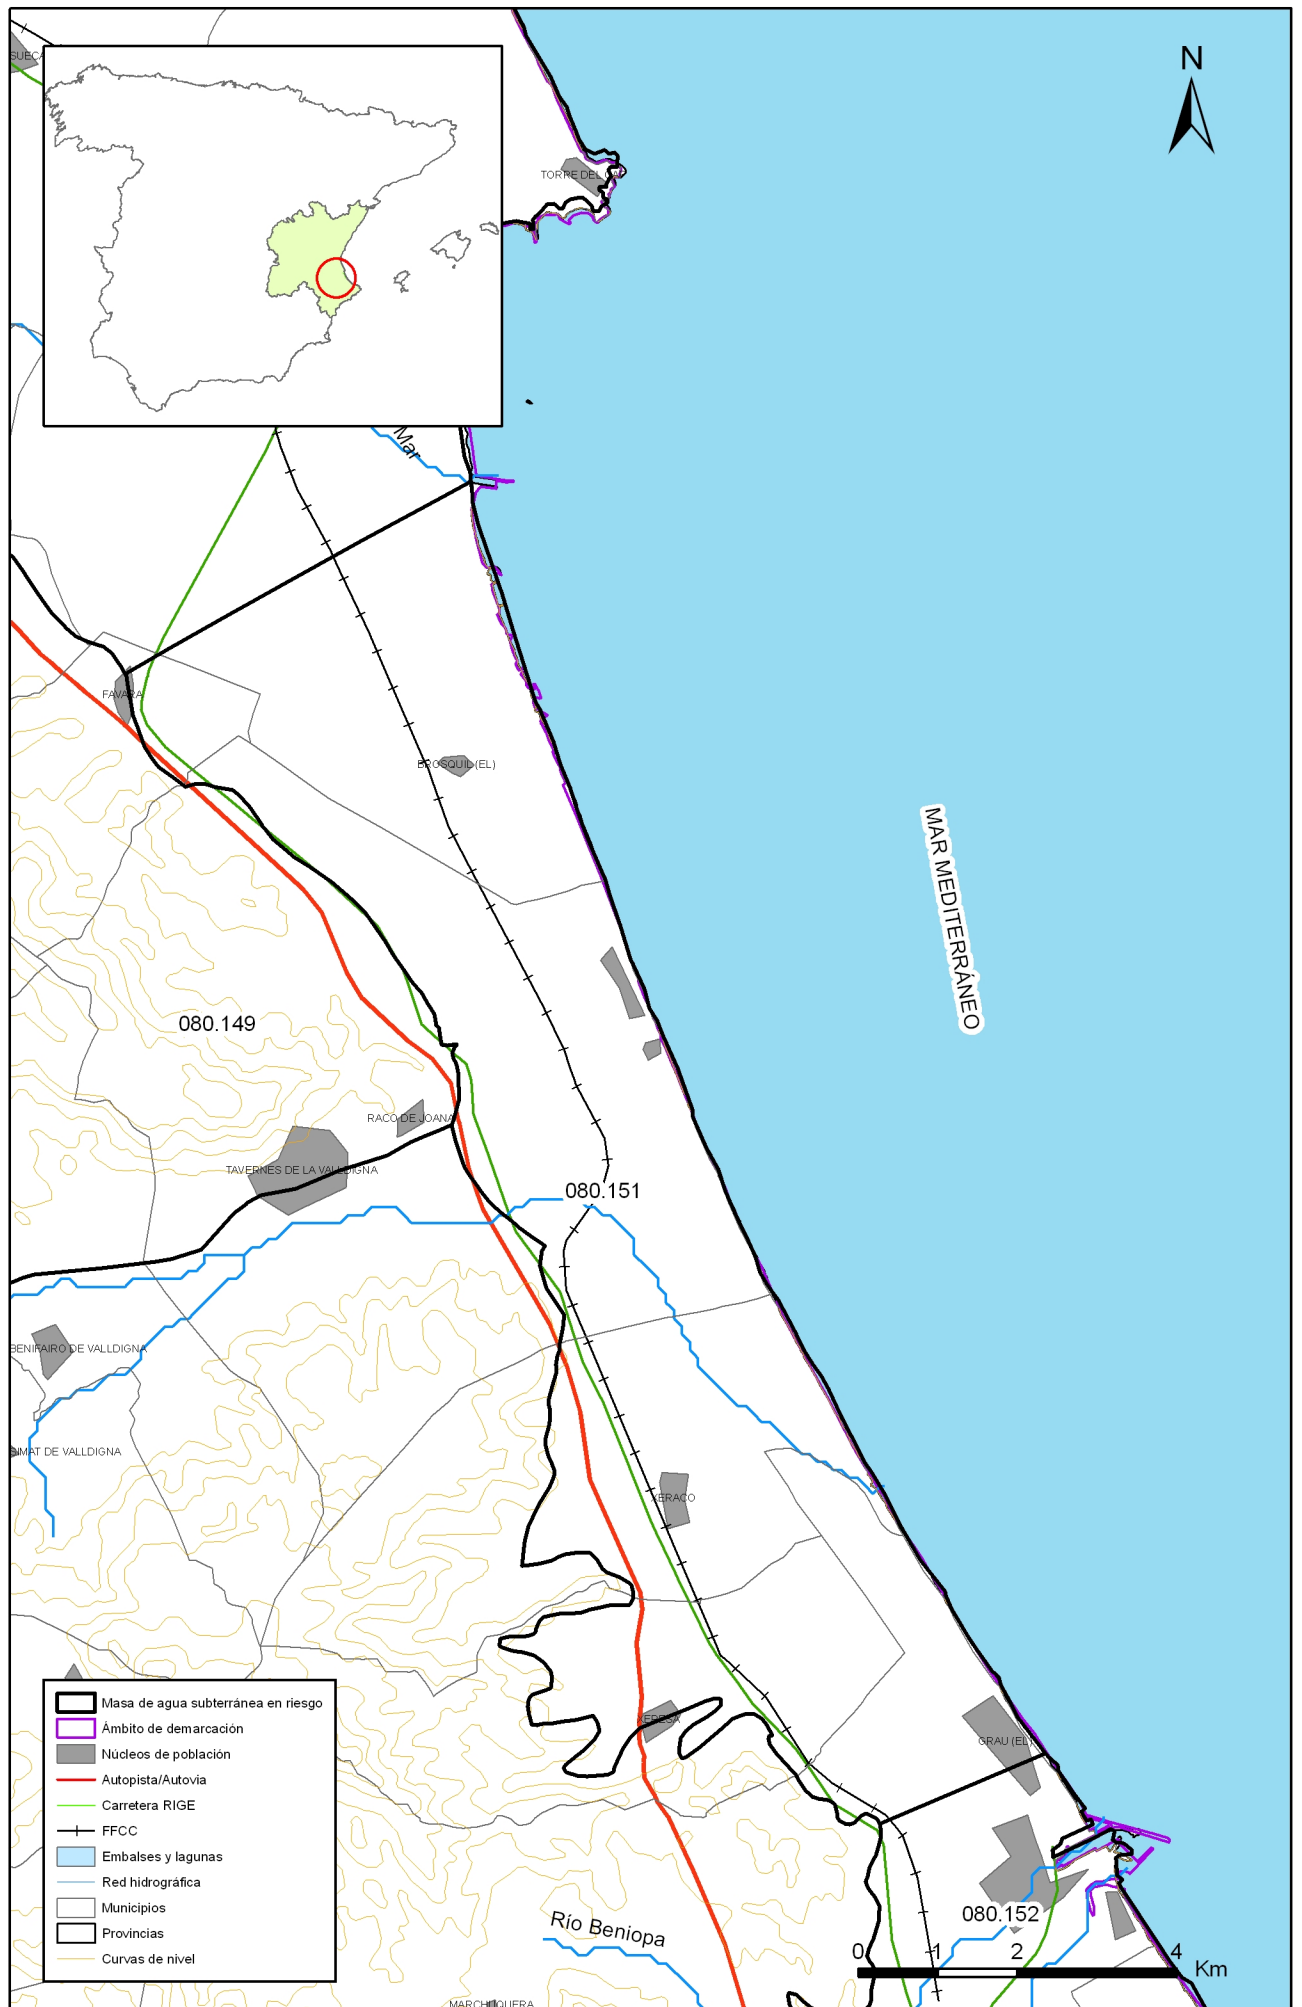 N
SUECA
TORRE DEL
Mar
FAVARA
BROSQUIL (EL)
MAR MEDITERRÁNEO
080.149
RACO DE JOANA
TAVERNES DE LA VALLDIGNA
080.151
BENIFAIRO DE VALLDIGNA
SIMAT DE VALLDIGNA
XERACO
XERESA
GRAU (EL)
080.152
Río Beniopa
MARCHUQUERA
0 1 2 4
Km
Masa de agua subterránea en riesgo
Ámbito de demarcación
Núcleos de población
Autopista/Autovia
Carretera RIGE
FFCC
Embalses y lagunas
Red hidrográfica
Municipios
Provincias
Curvas de nivel